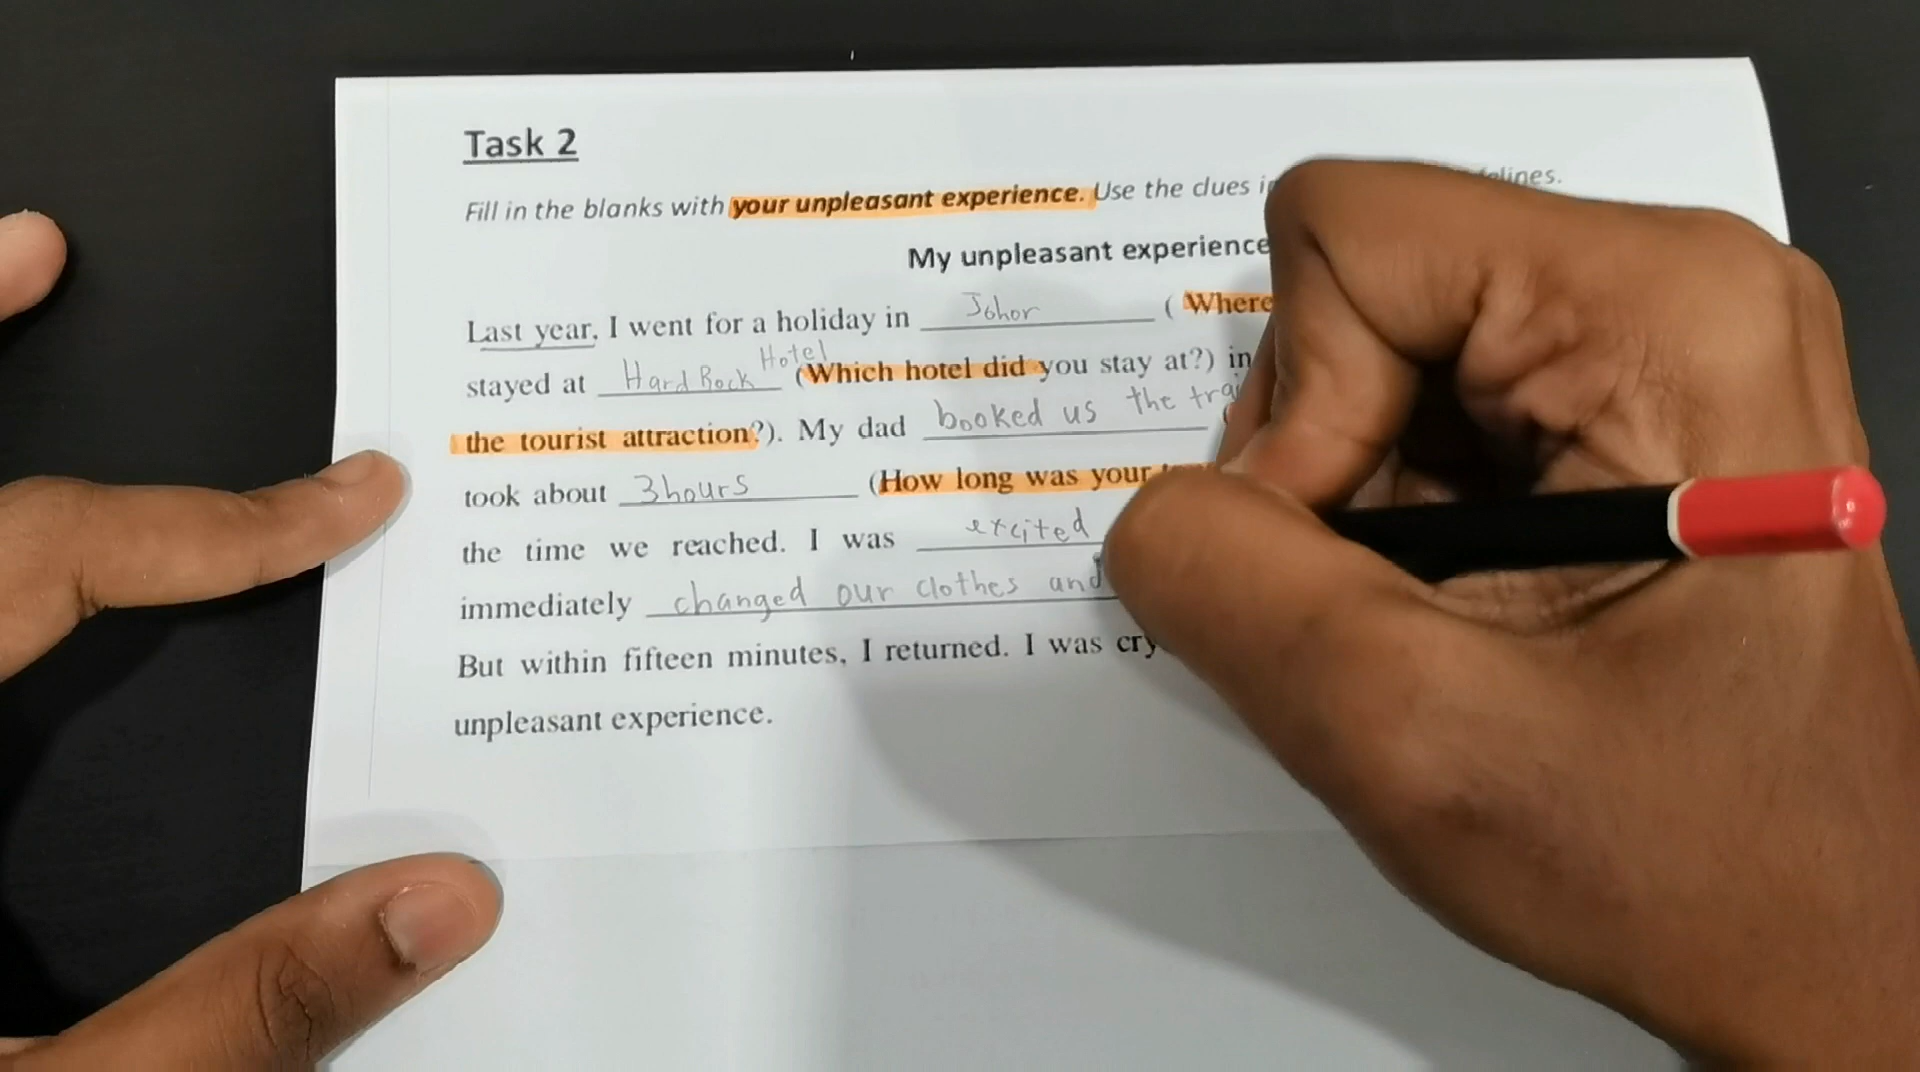 Task 2
Fill in the blanks with your unpleasant experience. Use the clues
My unpleasant experience
Last year, I went for a holiday in Johor (Where
stayed at Hard Rock Hotel (Which hotel did you stay at?) in
the tourist attraction?). My dad booked us the
took about 3 hours (How long was your
the time we reached. I was excited
immediately changed our clothes and
But within fifteen minutes, I returned. I was
unpleasant experience.